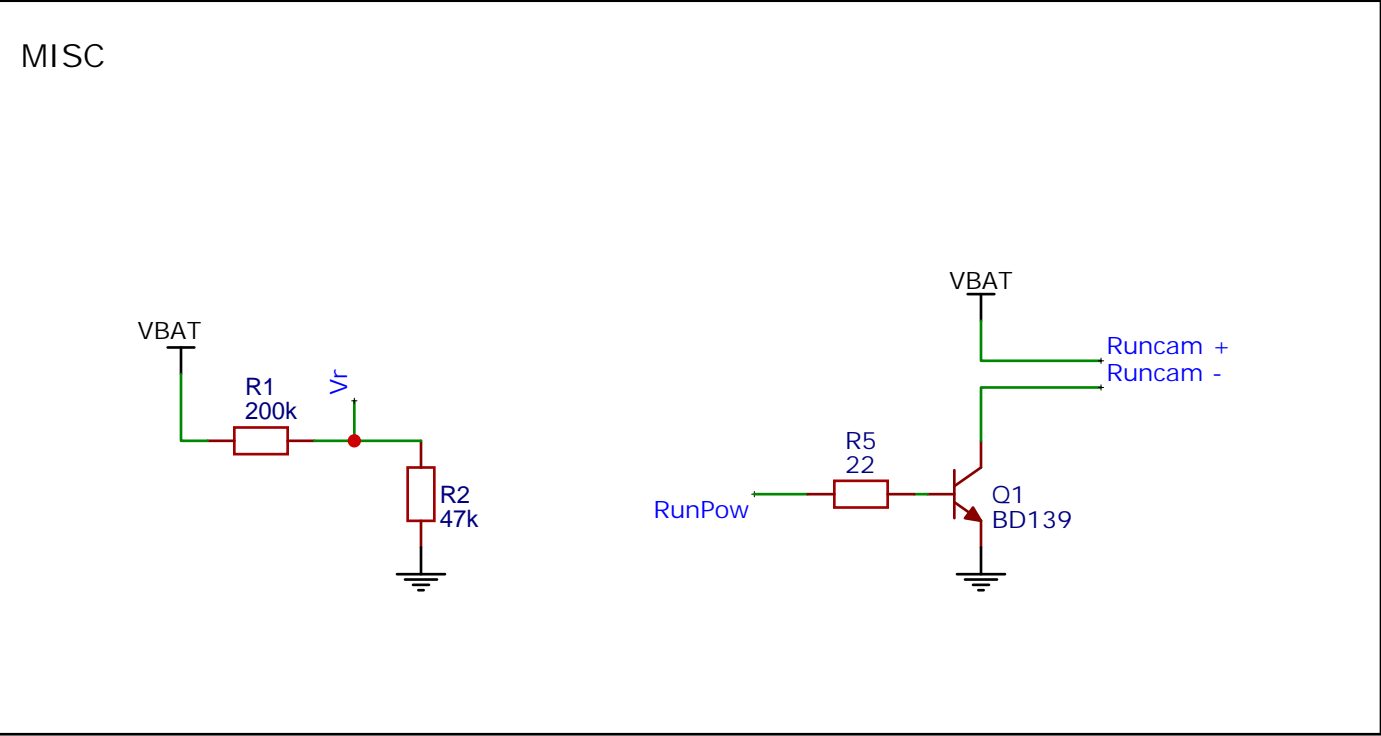 MISC
VBAT
R1
200k
Vr
R2
47k
VBAT
Runcam +
Runcam -
R5
22
RunPow
Q1
BD139